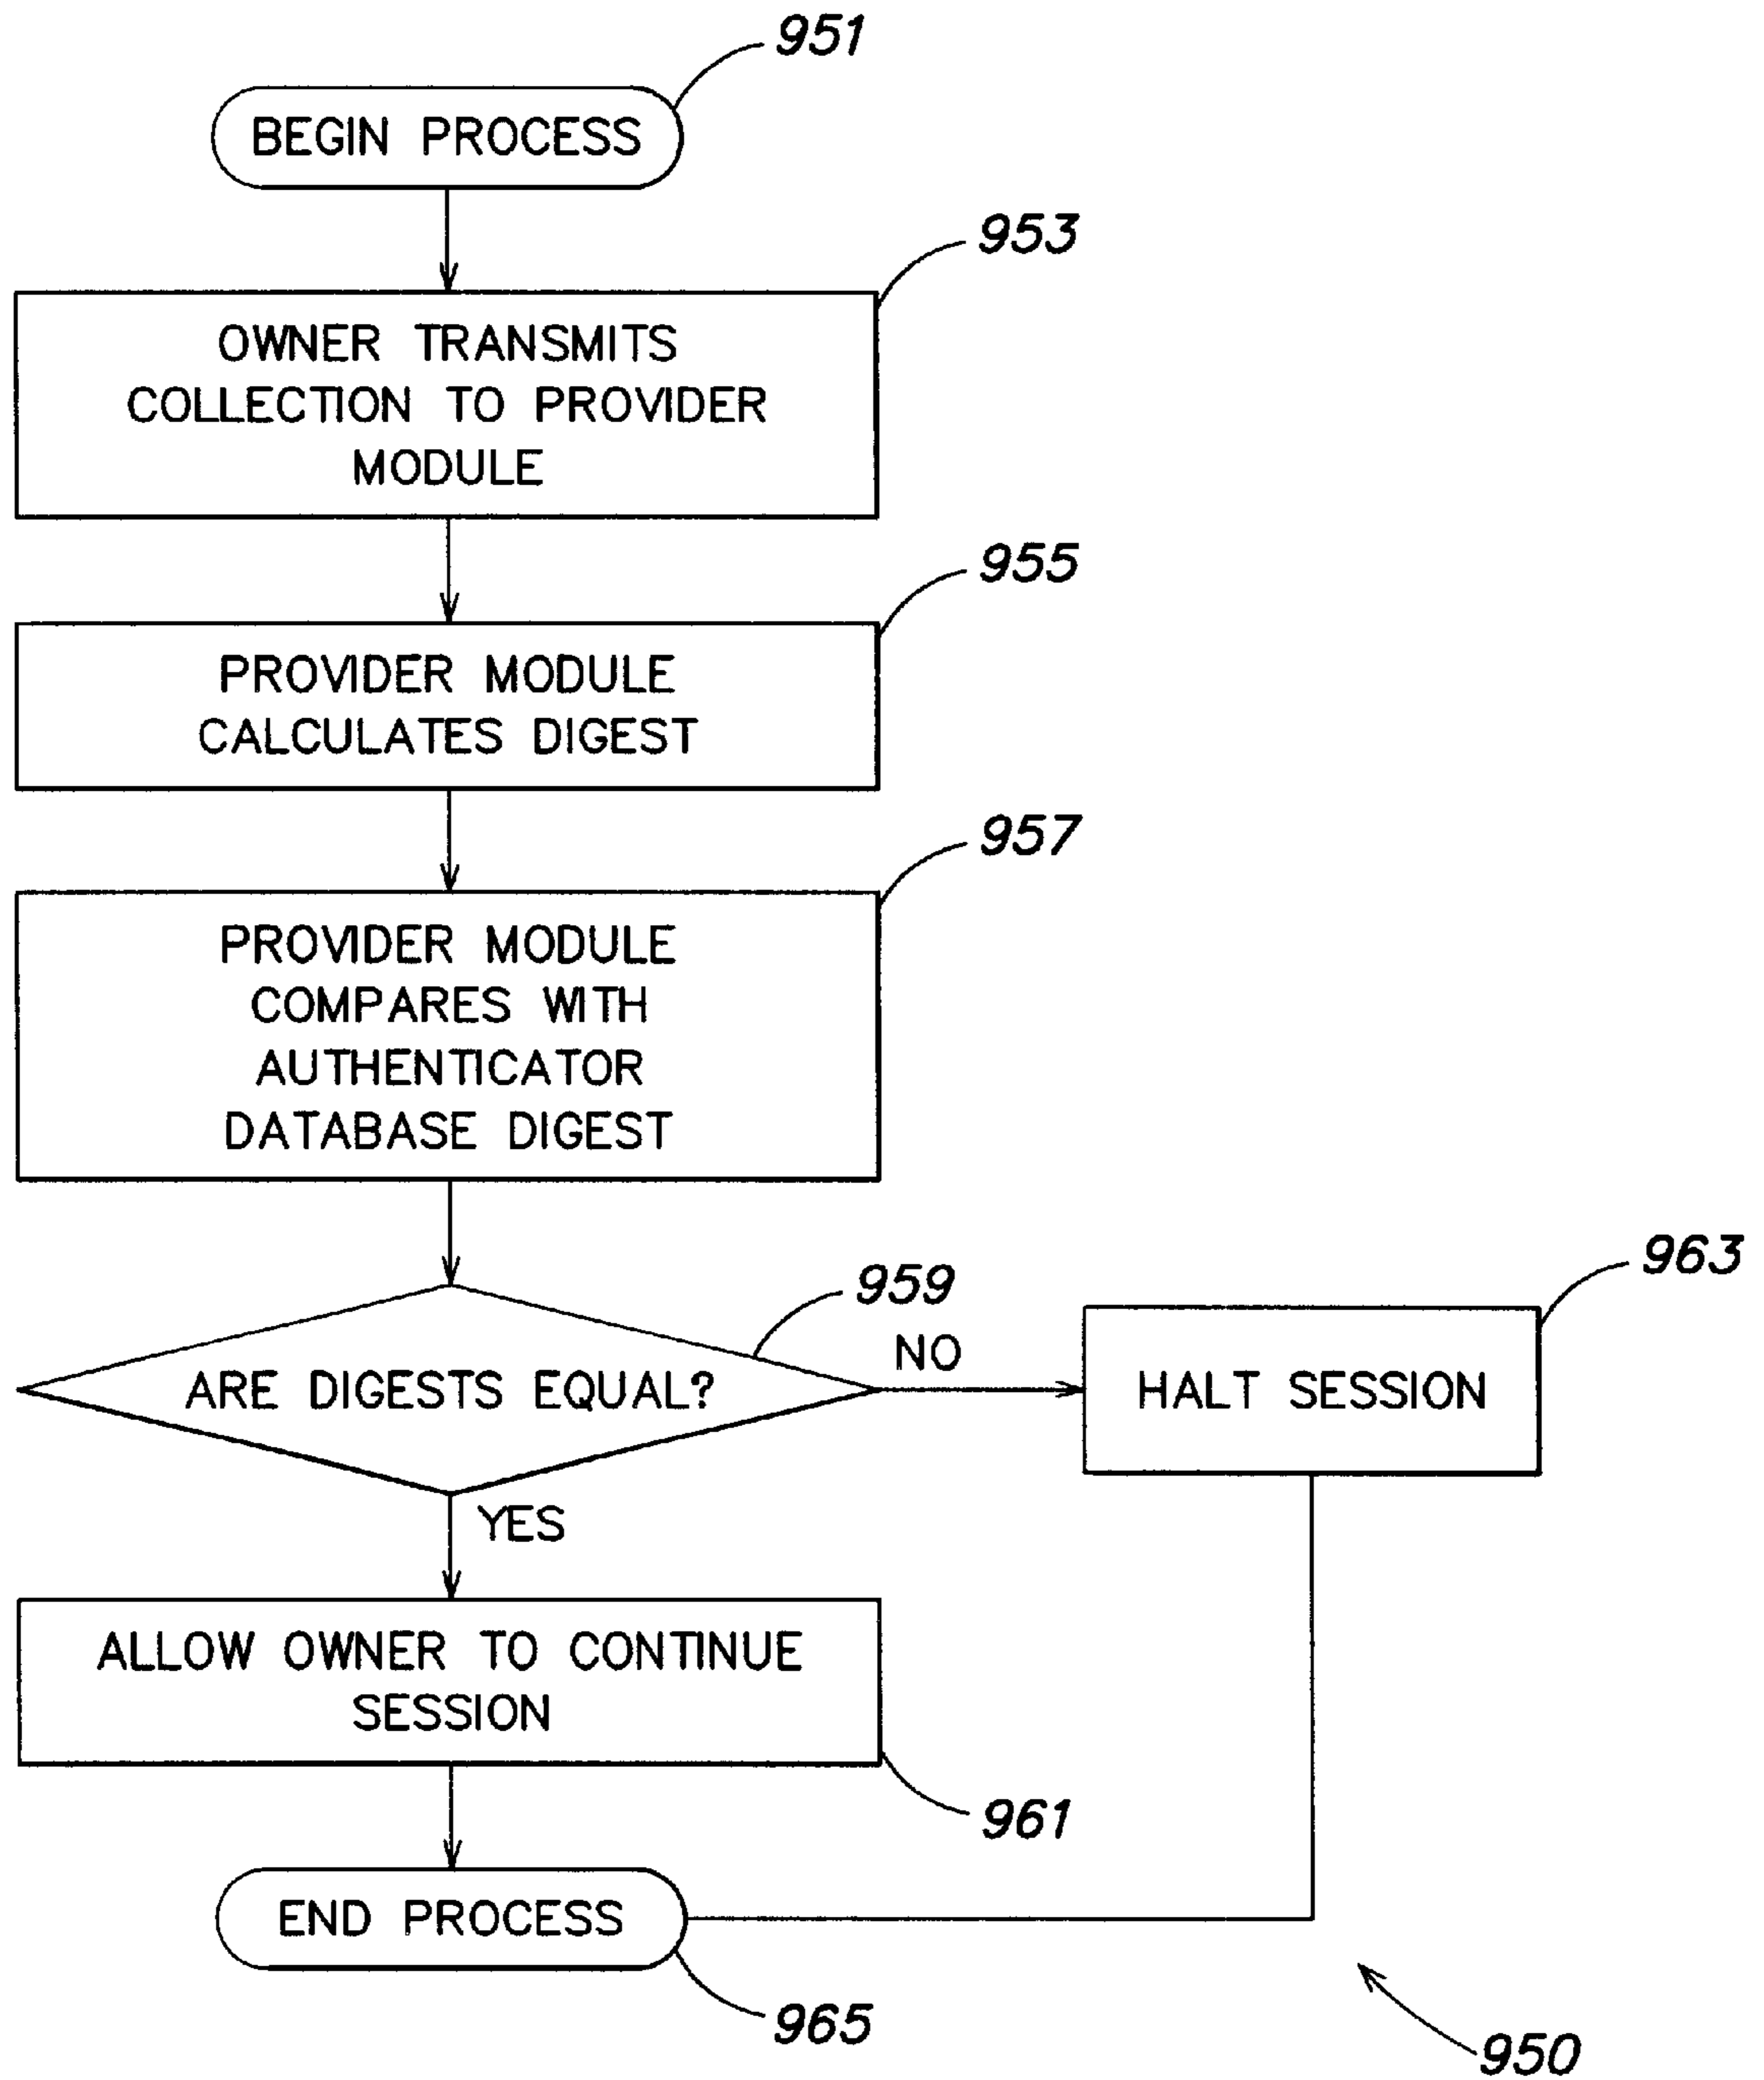 951
BEGIN PROCESS
953
OWNER TRANSMITS
COLLECTION TO PROVIDER
MODULE
955
PROVIDER MODULE
CALCULATES DIGEST
957
PROVIDER MODULE
COMPARES WITH
AUTHENTICATOR
DATABASE DIGEST
959
ARE DIGESTS EQUAL?
NO
963
HALT SESSION
YES
ALLOW OWNER TO CONTINUE
SESSION
961
END PROCESS
965
950